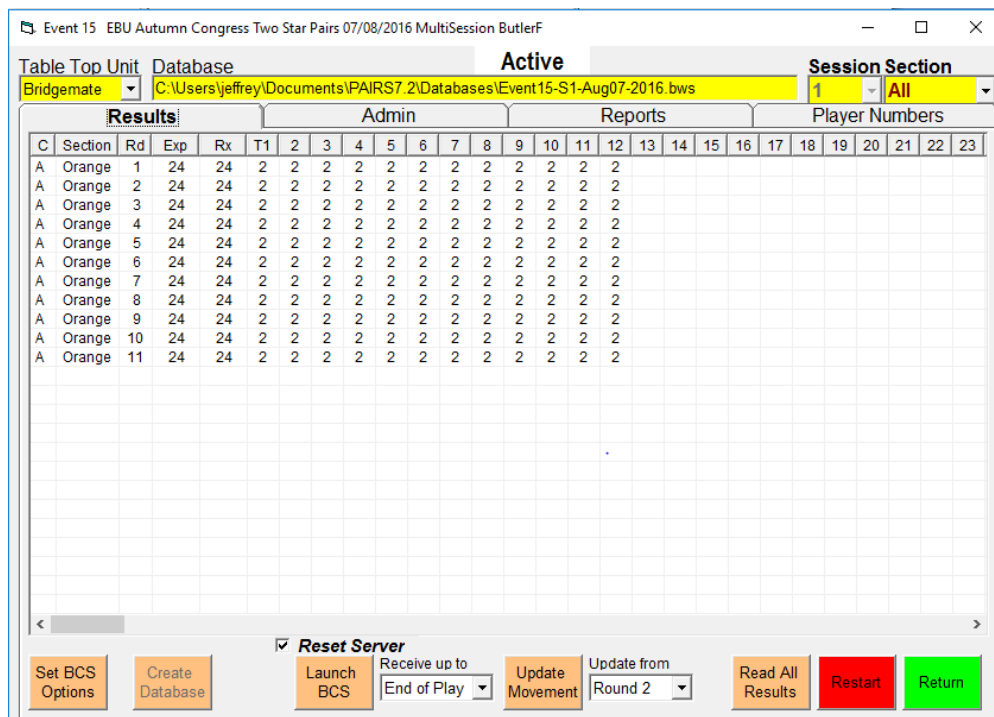 Event 15 EBU Autumn Congress Two Star Pairs 07/08/2016 MultiSession ButlerF
Table Top Unit Database Active Session Section
Bridgemate C:\Users\jeffrey\Documents\PAIRS7.2\Databases\Event15-S1-Aug07-2016.bws 1 All
Results Admin Reports Player Numbers
C Section Rd Exp Rx T1 2 3 4 5 6 7 8 9 10 11 12 13 14 15 16 17 18 19 20 21 22 23
A Orange 1 24 24 2 2 2 2 2 2 2 2 2 2 2 2
A Orange 2 24 24 2 2 2 2 2 2 2 2 2 2 2 2
A Orange 3 24 24 2 2 2 2 2 2 2 2 2 2 2 2
A Orange 4 24 24 2 2 2 2 2 2 2 2 2 2 2 2
A Orange 5 24 24 2 2 2 2 2 2 2 2 2 2 2 2
A Orange 6 24 24 2 2 2 2 2 2 2 2 2 2 2 2
A Orange 7 24 24 2 2 2 2 2 2 2 2 2 2 2 2
A Orange 8 24 24 2 2 2 2 2 2 2 2 2 2 2 2
A Orange 9 24 24 2 2 2 2 2 2 2 2 2 2 2 2
A Orange 10 24 24 2 2 2 2 2 2 2 2 2 2 2 2
A Orange 11 24 24 2 2 2 2 2 2 2 2 2 2 2 2
Reset Server
Set BCS Options
Create Database
Launch BCS
Receive up to
End of Play
Update Movement
Update from
Round 2
Read All Results
Restart
Return